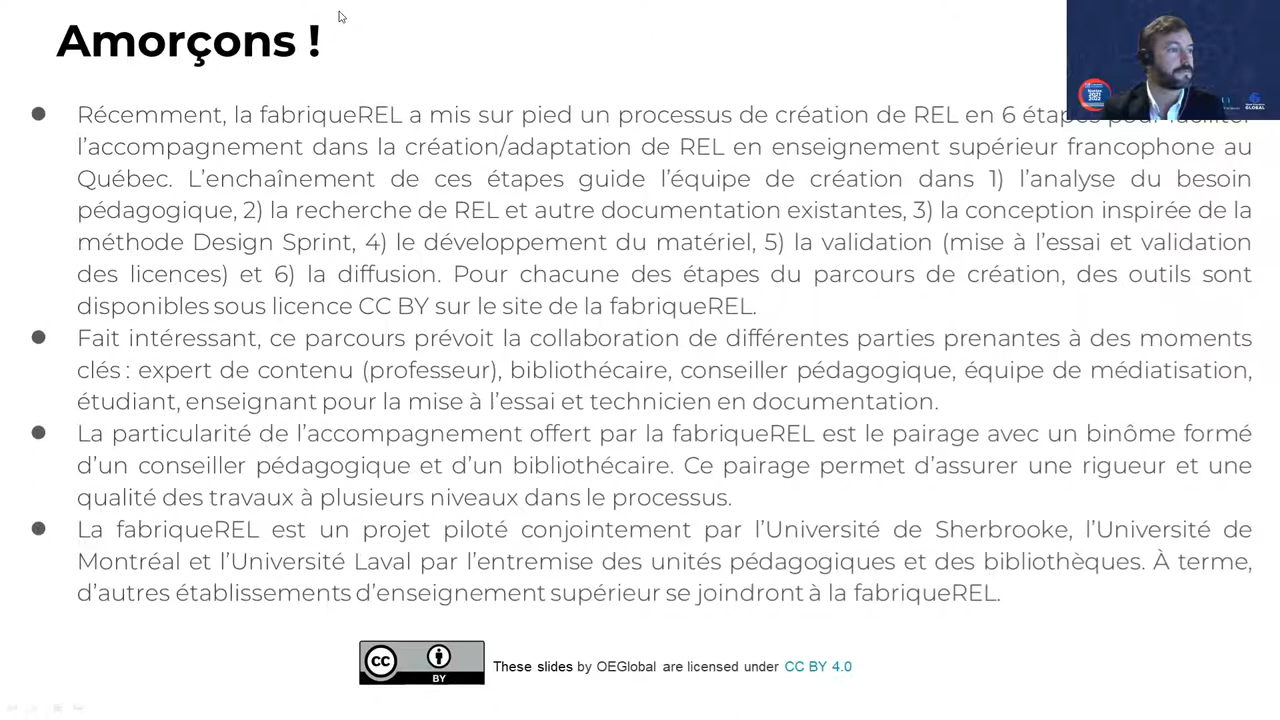 Amorçons !
Récemment, la fabriqueREL a mis sur pied un processus de création de REL en 6 étapes pour faciliter
l'accompagnement dans la création/adaptation de REL en enseignement supérieur francophone au
Québec. L'enchaînement de ces étapes guide l'équipe de création dans 1) l'analyse du besoin
pédagogique, 2) la recherche de REL et autre documentation existantes, 3) la conception inspirée de la
méthode Design Sprint, 4) le développement du matériel, 5) la validation (mise à l'essai et validation
des licences) et 6) la diffusion. Pour chacune des étapes du parcours de création, des outils sont
disponibles sous licence CC BY sur le site de la fabriqueREL.
Fait intéressant, ce parcours prévoit la collaboration de différentes parties prenantes à des moments
clés : expert de contenu (professeur), bibliothécaire, conseiller pédagogique, équipe de médiatisation,
étudiant, enseignant pour la mise à l'essai et technicien en documentation.
La particularité de l'accompagnement offert par la fabriqueREL est le pairage avec un binôme formé
d'un conseiller pédagogique et d'un bibliothécaire. Ce pairage permet d'assurer une rigueur et une
qualité des travaux à plusieurs niveaux dans le processus.
La fabriqueREL est un projet piloté conjointement par l'Université de Sherbrooke, l'Université de
Montréal et l'Université Laval par l'entremise des unités pédagogiques et des bibliothèques. À terme,
d'autres établissements d'enseignement supérieur se joindront à la fabriqueREL.
CC BY
These slides by OEGlobal are licensed under CC BY 4.0
GLOBAL